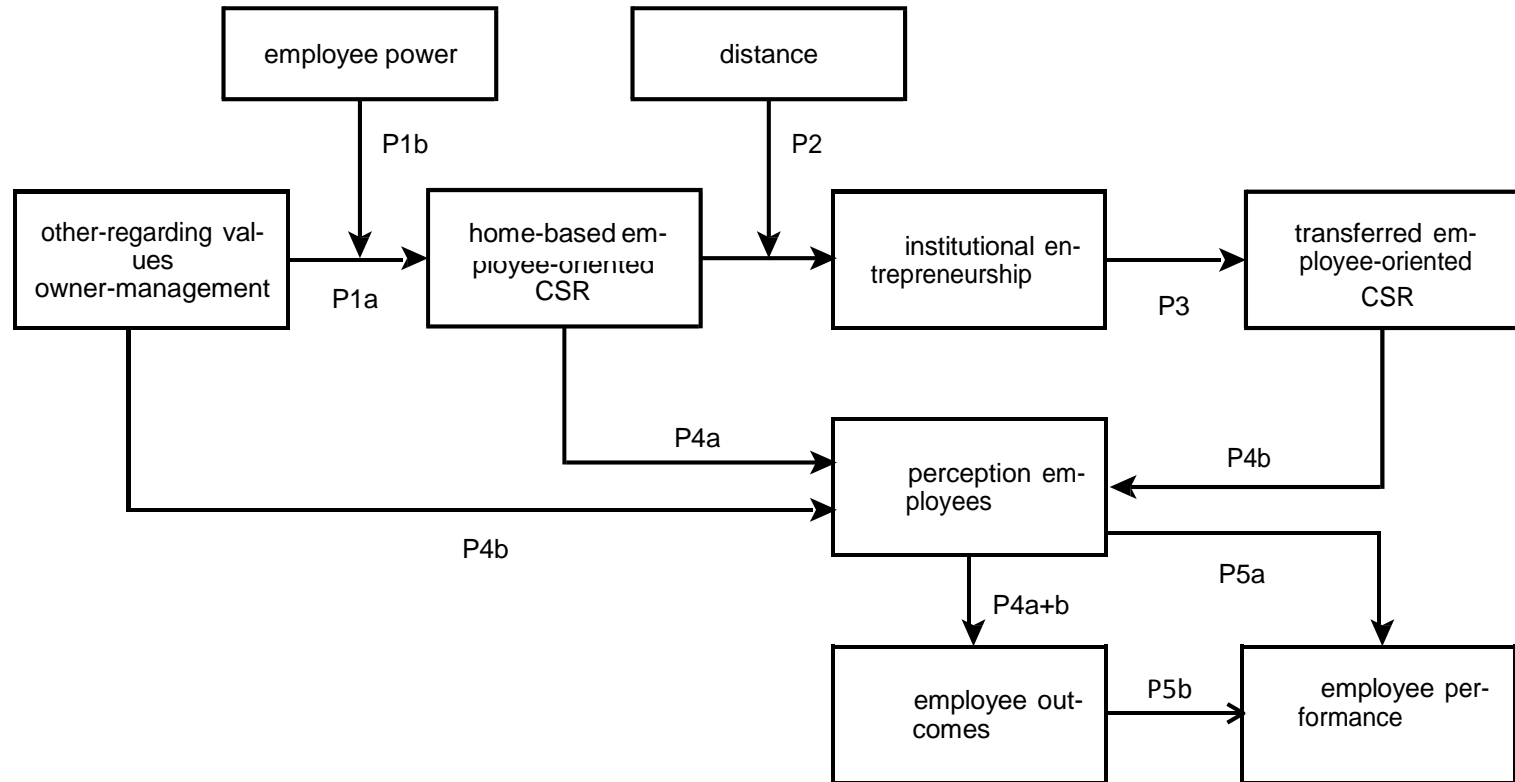 employee power
distance
P1b
P2
other-regarding val-
ues
owner-management
P1a
home-based em-
ployee-oriented
CSR
institutional en-
trepreneurship
P3
transferred em-
ployee-oriented
CSR
P4a
P4b
perception em-
ployees
P4b
P5a
P4a+b
employee out-
comes
P5b
employee per-
formance